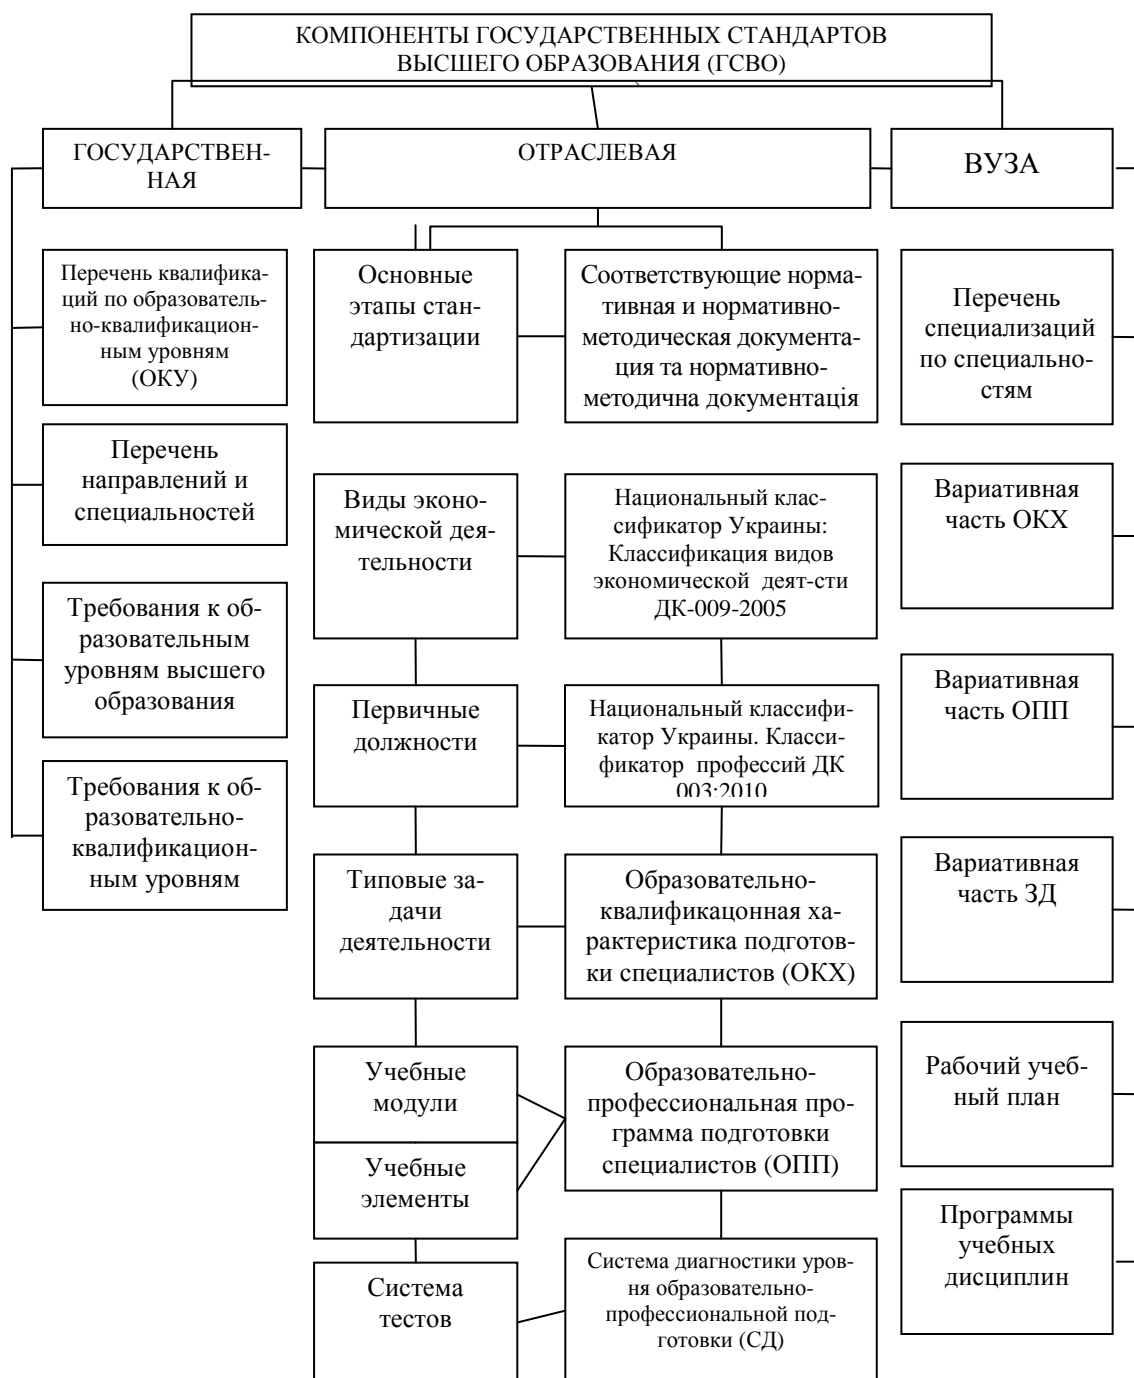 КОМПОНЕНТЫ ГОСУДАРСТВЕННЫХ СТАНДАРТОВ
ВЫСШЕГО ОБРАЗОВАНИЯ (ГСВО)
ГОСУДАРСТВЕН-
НАЯ
ОТРАСЛЕВАЯ
ВУЗА
Перечень квалифика-
ций по образователь-
но-квалификацион-
ным уровням
(ОКУ)
Перечень
направлений и
специальностей
Требования к об-
разовательным
уровням высшего
образования
Требования к об-
разовательно-
квалификацион-
ным уровням
Основные
этапы стан-
дартизации
Соответствующие норма-
тивная и нормативно-
методическая документа-
ция та нормативно-
методична документація
Виды эконо-
мической дея-
тельности
Национальный клас-
сификатор Украины:
Классификация видов
экономической деят-сти
ДК-009-2005
Первичные
должности
Национальный классифи-
катор Украины. Класси-
фикатор профессий ДК
003:2010
Типовые за-
дачи
деятельности
Образовательно-
квалификацонная ха-
рактеристика подготов-
ки специалистов (ОКХ)
Учебные
модули
Учебные
элементы
Образовательно-
профессиональная про-
грамма подготовки
специалистов (ОПП)
Система
тестов
Система диагностики уров-
ня образовательно-
профессиональной под-
готовки (СД)
Перечень
специализаций
по специально-
стям
Вариативная
часть ОКХ
Вариативная
часть ОПП
Вариативная
часть ЗД
Рабочий учеб-
ный план
Программы
учебных
дисциплин